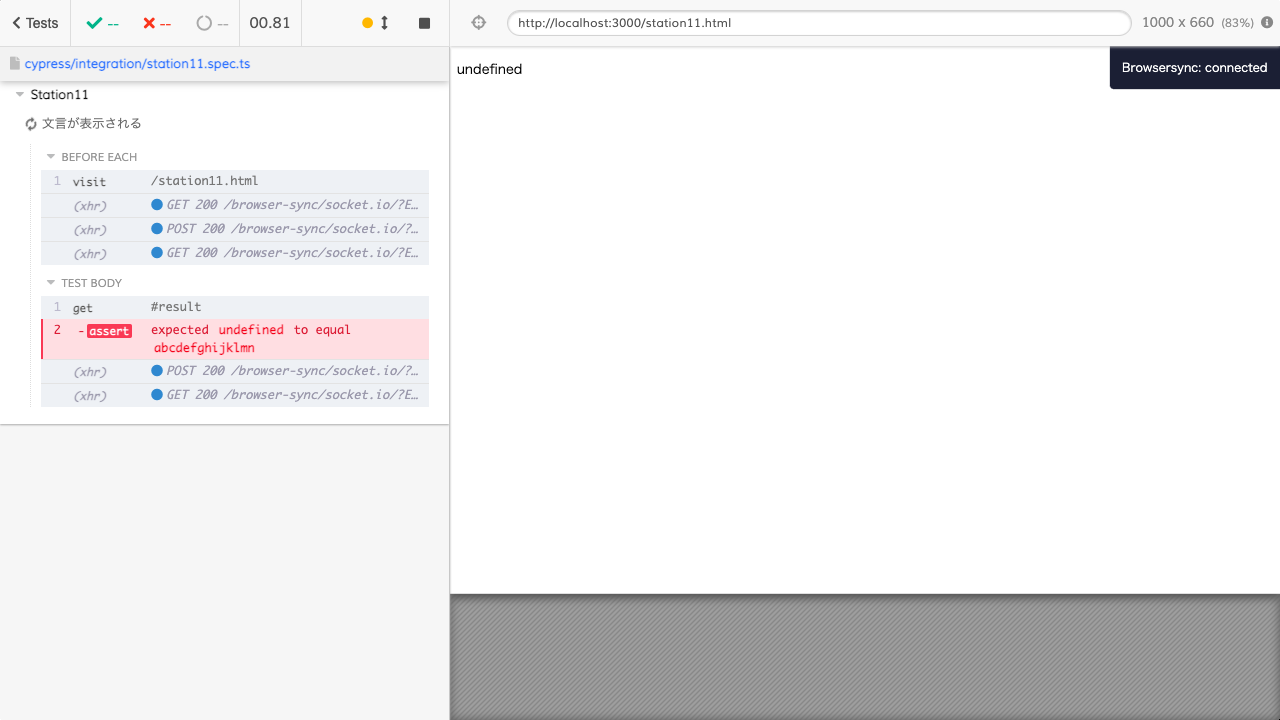 Tests -- -- -- 00.81
http://localhost:3000/station11.html 1000 x 660 (83%)
cypress/integration/station11.spec.ts
undefined
Browsersync: connected
Station11
文言が表示される
BEFORE EACH
1 visit /station11.html
(xhr) GET 200 /browser-sync/socket.io/?E…
(xhr) POST 200 /browser-sync/socket.io/?…
(xhr) GET 200 /browser-sync/socket.io/?E…
TEST BODY
1 get #result
2 -assert expected undefined to equal
abcdefghijklmn
(xhr) POST 200 /browser-sync/socket.io/?…
(xhr) GET 200 /browser-sync/socket.io/?E…